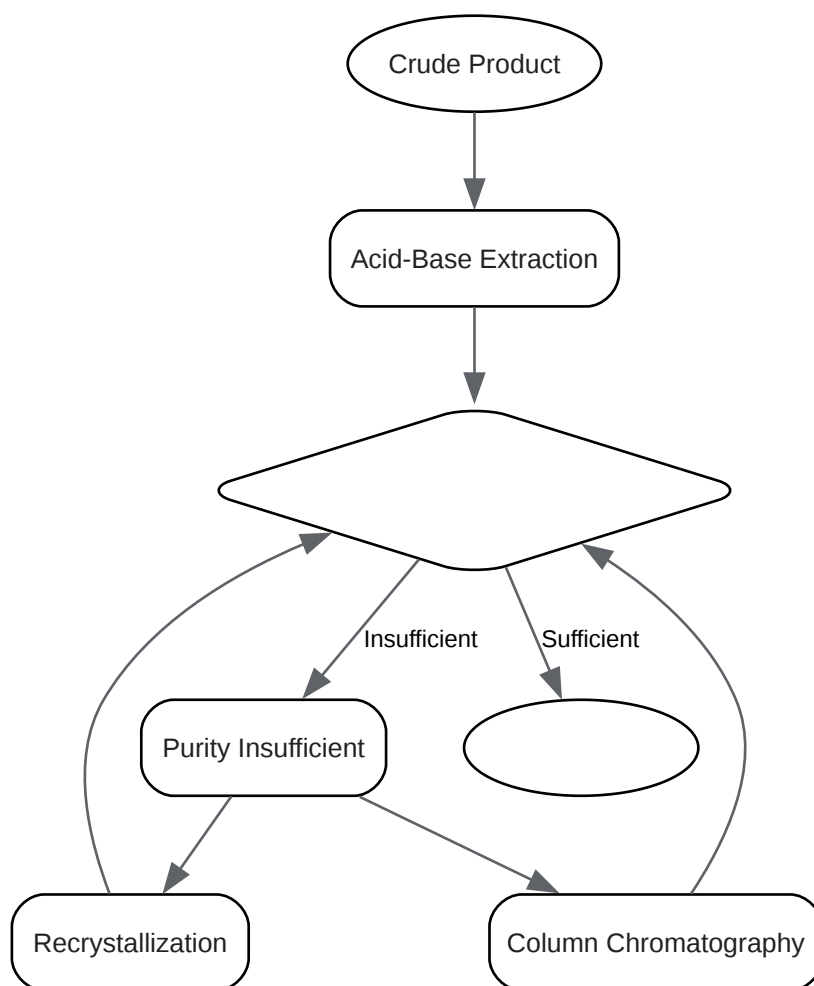 Crude Product
Acid-Base Extraction
Insufficient
Sufficient
Purity Insufficient
Recrystallization
Column Chromatography